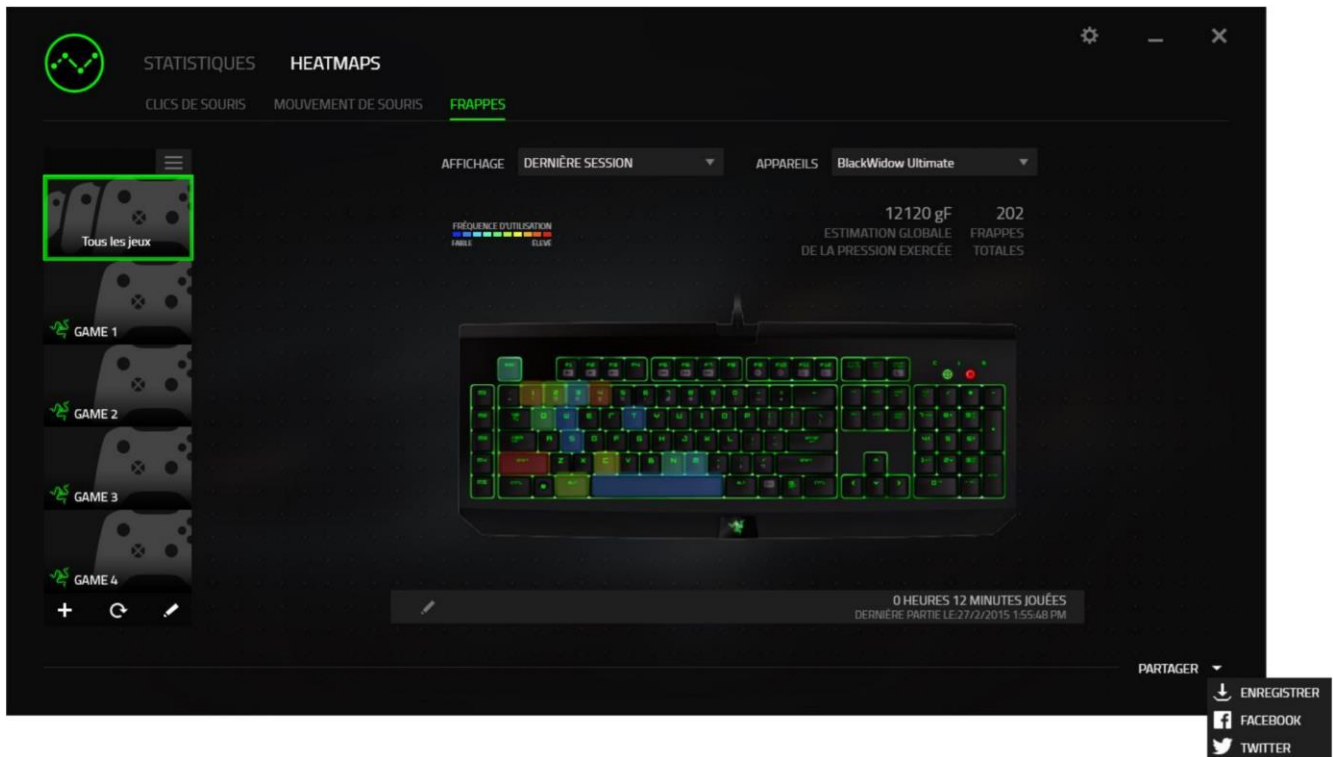 STATISTIQUES HEATMAPS
CLICS DE SOURIS MOUVEMENT DE SOURIS FRAPPES
AFFICHAGE DERNIÈRE SESSION APPAREILS BlackWidow Ultimate
Tous les jeux
GAME 1
GAME 2
GAME 3
GAME 4
FRÉQUENCE D'UTILISATION
FAIBLE ÉLEVÉ
12120 gF 202
ESTIMATION GLOBALE FRAPPES
DE LA PRESSION EXERCÉE TOTALES
0 HEURES 12 MINUTES JOUÉES
DERNIÈRE PARTIE LE:27/2/2015 1:55:48 PM
PARTAGER
ENREGISTRER
FACEBOOK
TWITTER